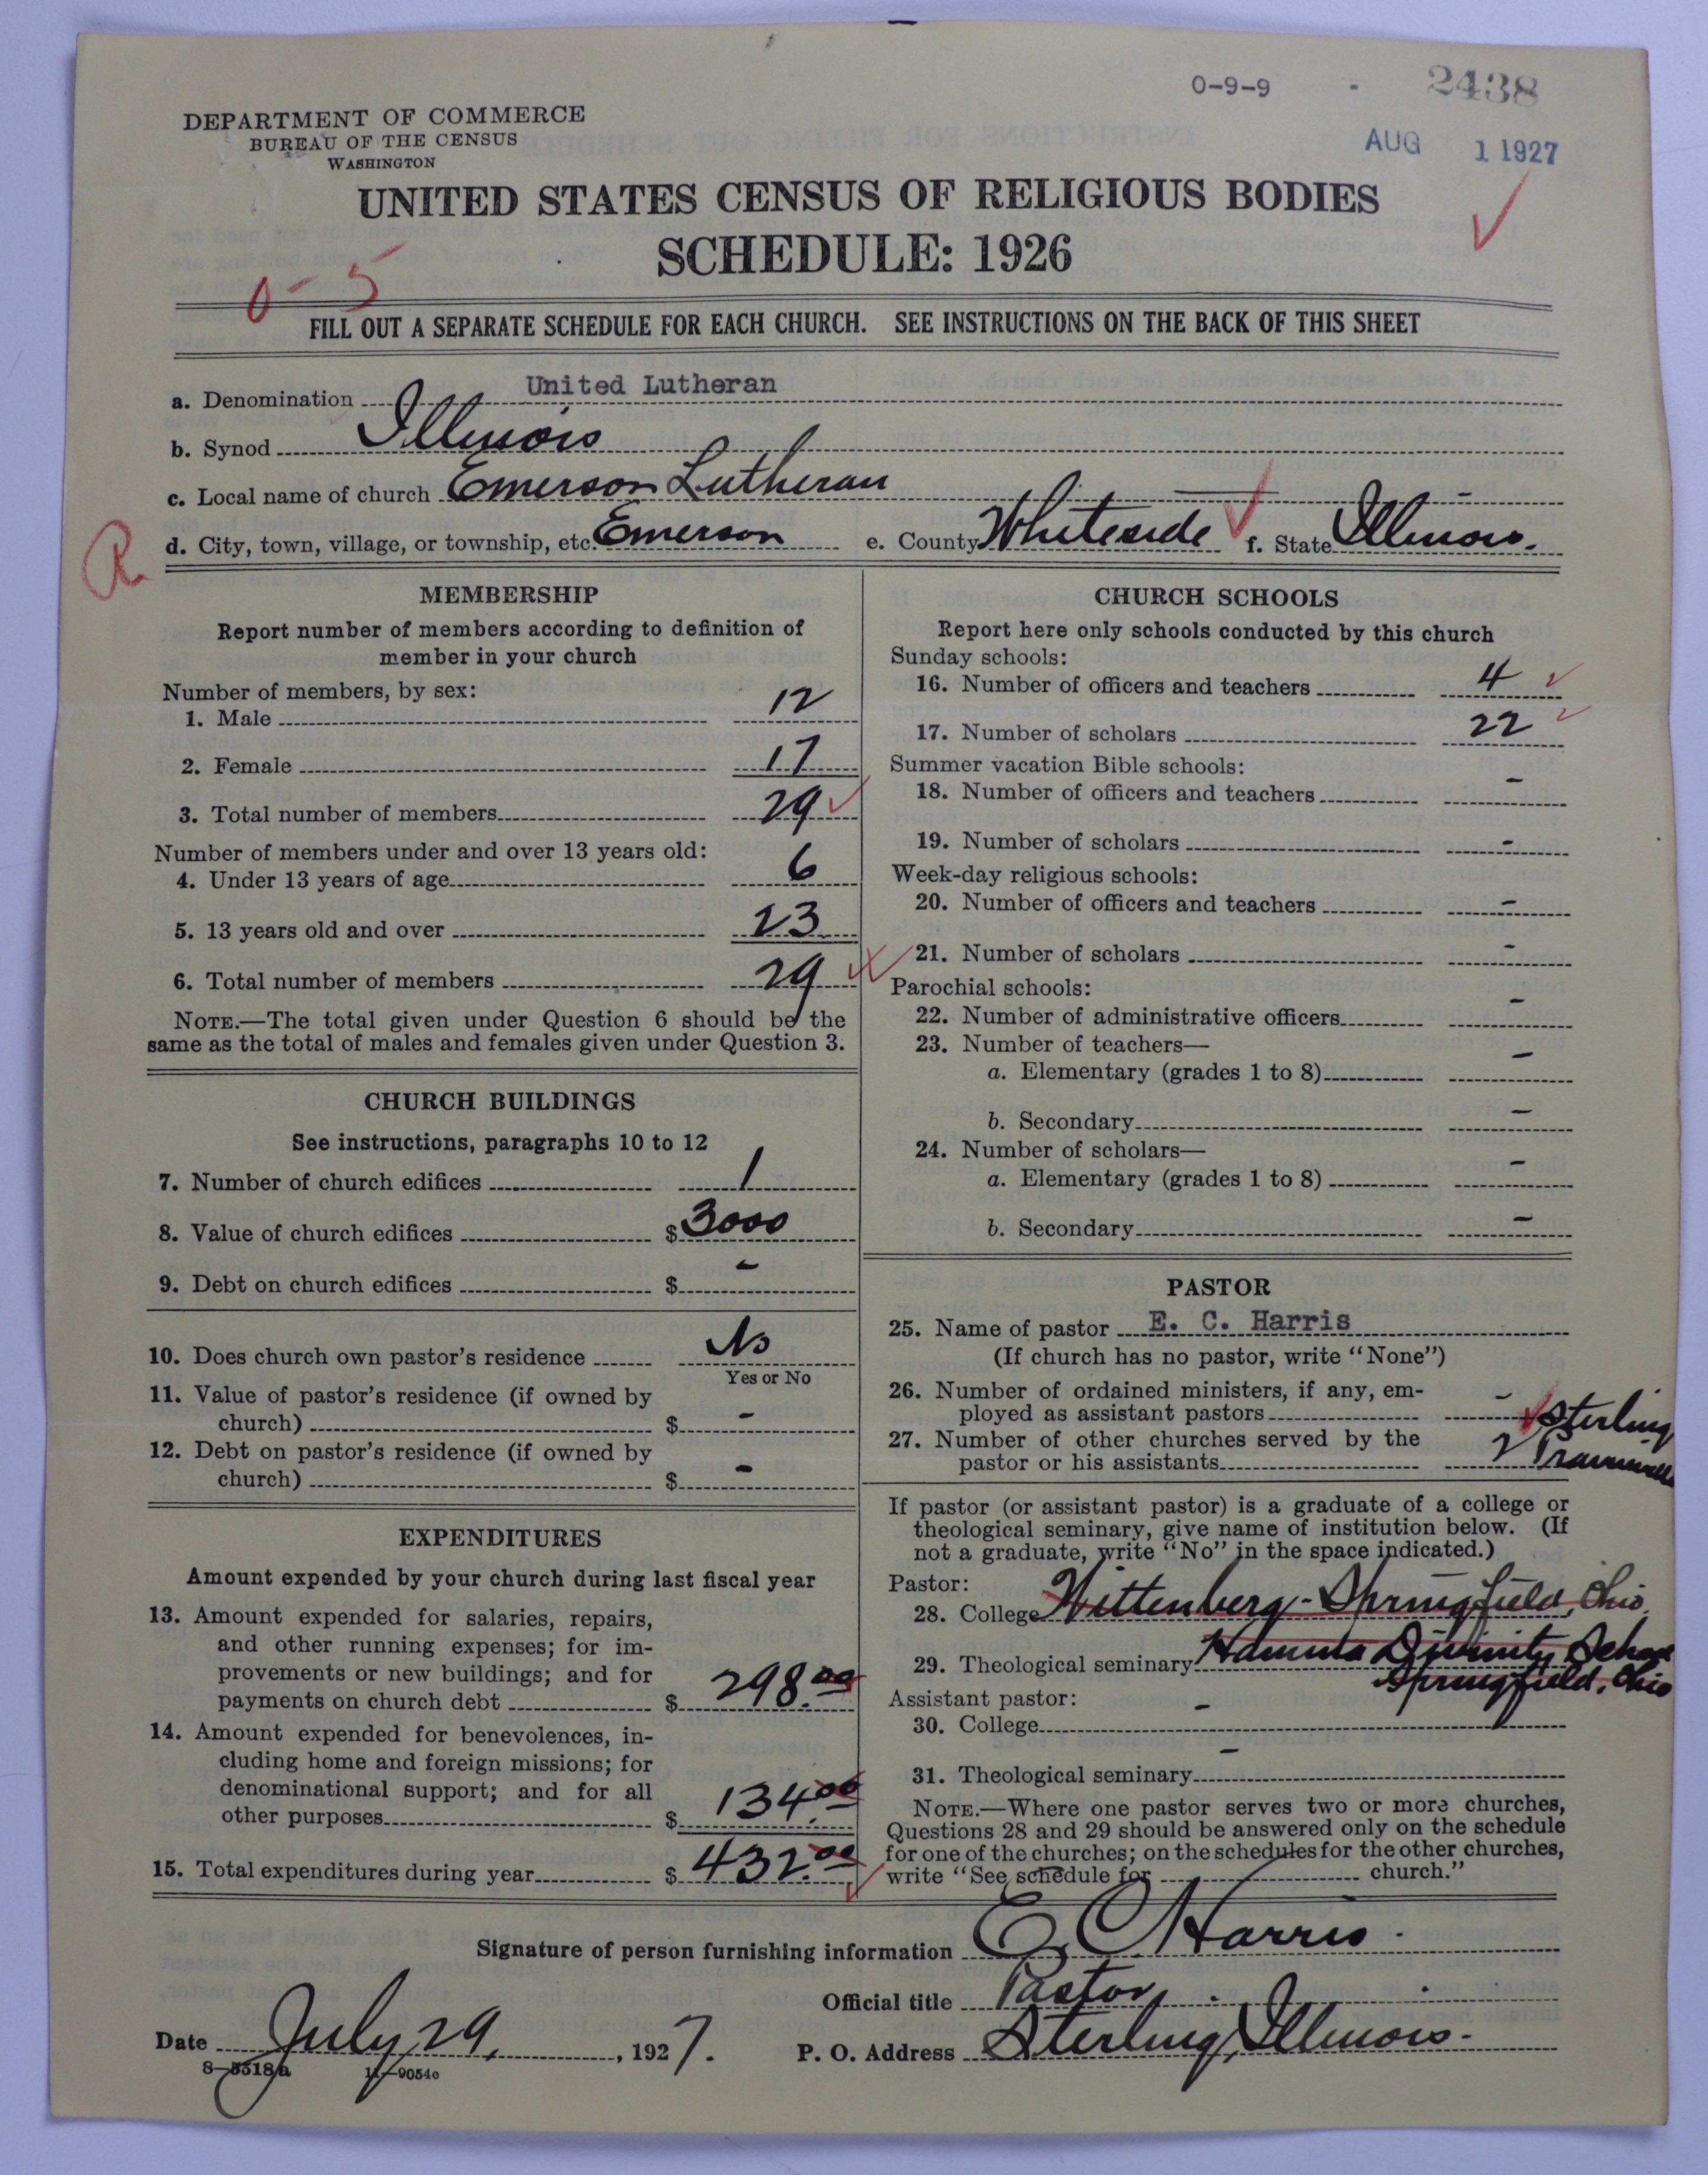 0-9-9 - 2438
DEPARTMENT OF COMMERCE
BUREAU OF THE CENSUS
WASHINGTON
AUG 1 1927
UNITED STATES CENSUS OF RELIGIOUS BODIES
SCHEDULE: 1926
0-5
FILL OUT A SEPARATE SCHEDULE FOR EACH CHURCH. SEE INSTRUCTIONS ON THE BACK OF THIS SHEET
a. Denomination United Lutheran
b. Synod Illinois
c. Local name of church Emerson Lutheran
R d. City, town, village, or township, etc. Emerson e. County Whiteside f. State Illinois.
MEMBERSHIP
Report number of members according to definition of
member in your church
Number of members, by sex:
1. Male 12
2. Female 17
3. Total number of members 29
Number of members under and over 13 years old:
4. Under 13 years of age 6
5. 13 years old and over 23
6. Total number of members 29
NOTE.—The total given under Question 6 should be the
same as the total of males and females given under Question 3.
CHURCH BUILDINGS
See instructions, paragraphs 10 to 12
7. Number of church edifices 1
8. Value of church edifices $ 3000
9. Debt on church edifices $ -
10. Does church own pastor's residence No
Yes or No
11. Value of pastor's residence (if owned by
church) $ -
12. Debt on pastor's residence (if owned by
church) $ -
EXPENDITURES
Amount expended by your church during last fiscal year
13. Amount expended for salaries, repairs,
and other running expenses; for im-
provements or new buildings; and for
payments on church debt $ 298.00
14. Amount expended for benevolences, in-
cluding home and foreign missions; for
denominational support; and for all
other purposes $ 134.00
15. Total expenditures during year $ 432.00
CHURCH SCHOOLS
Report here only schools conducted by this church
Sunday schools:
16. Number of officers and teachers 4
17. Number of scholars 22
Summer vacation Bible schools:
18. Number of officers and teachers -
19. Number of scholars -
Week-day religious schools:
20. Number of officers and teachers -
21. Number of scholars -
Parochial schools:
22. Number of administrative officers -
23. Number of teachers—
a. Elementary (grades 1 to 8) -
b. Secondary -
24. Number of scholars—
a. Elementary (grades 1 to 8) -
b. Secondary -
PASTOR
25. Name of pastor E. C. Harris
(If church has no pastor, write "None")
26. Number of ordained ministers, if any, em-
ployed as assistant pastors - Sterling
27. Number of other churches served by the
pastor or his assistants 2
If pastor (or assistant pastor) is a graduate of a college or
theological seminary, give name of institution below. (If
not a graduate, write "No" in the space indicated.)
Pastor:
28. College Wittenberg - Springfield, Ohio.
29. Theological seminary Hamma Divinity School
Springfield, Ohio
Assistant pastor:
30. College -
31. Theological seminary -
NOTE.—Where one pastor serves two or more churches,
Questions 28 and 29 should be answered only on the schedule
for one of the churches; on the schedules for the other churches,
write "See schedule for church."
Signature of person furnishing information E C Harris.
Official title Pastor.
Date July 29, 1927. P. O. Address Sterling, Illinois.
8-5518a 11-9054o